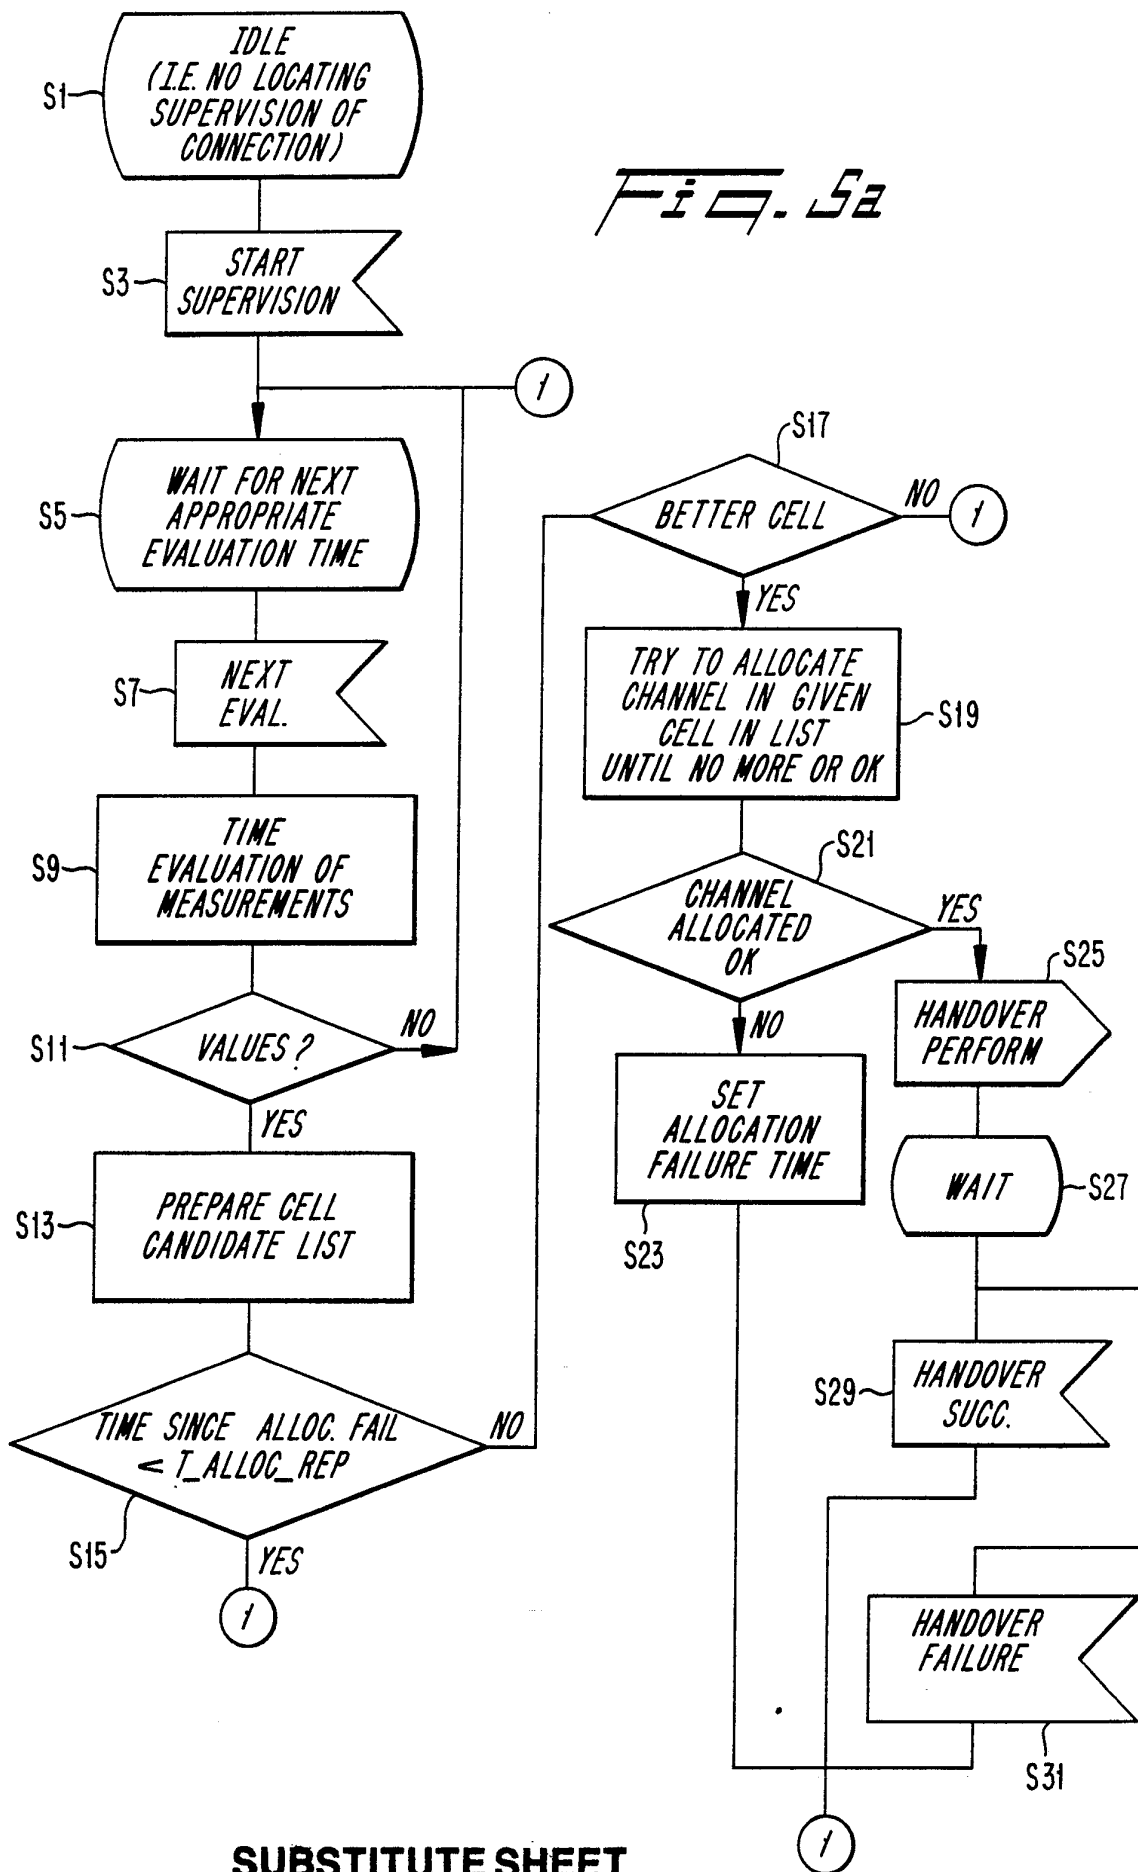 IDLE
(I.E. NO LOCATING
SUPERVISION OF
CONNECTION)
S1
Fig. 5a
START
SUPERVISION
S3
1
WAIT FOR NEXT
APPROPRIATE
EVALUATION TIME
S5
NEXT
EVAL.
S7
TIME
EVALUATION OF
MEASUREMENTS
S9
VALUES?
S11
NO
YES
PREPARE CELL
CANDIDATE LIST
S13
TIME SINCE ALLOC. FAIL
< T_ALLOC_REP
S15
NO
YES
1
S17
BETTER CELL
NO
1
YES
TRY TO ALLOCATE
CHANNEL IN GIVEN
CELL IN LIST
UNTIL NO MORE OR OK
S19
S21
CHANNEL
ALLOCATED
OK
YES
NO
SET
ALLOCATION
FAILURE TIME
S23
S25
HANDOVER
PERFORM
WAIT
S27
S29
HANDOVER
SUCC.
HANDOVER
FAILURE
S31
1
SUBSTITUTE SHEET